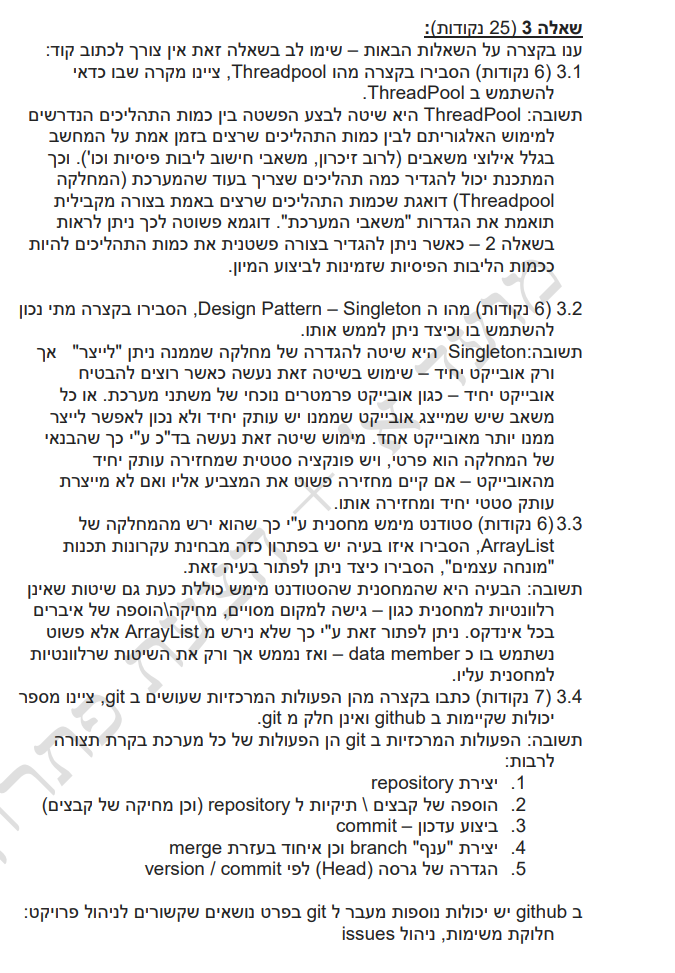 שאלה 3 (25 נקודות):
ענו בקצרה על השאלות הבאות – שימו לב בשאלה זאת אין צורך לכתוב קוד:
3.1 (6 נקודות) הסבירו בקצרה מהו Threadpool, ציינו מקרה שבו כדאי
להשתמש ב ThreadPool.
תשובה: ThreadPool היא שיטה לבצע הפשטה בין כמות התהליכים הנדרשים
למימוש האלגוריתם לבין כמות התהליכים שרצים בזמן אמת על המחשב
בגלל אילוצי משאבים (לרוב זיכרון, משאבי חישוב ליבות פיסיות וכו'). וכך
המתכנת יכול להגדיר כמה תהליכים שצריך בעוד שהמערכת (המחלקה
Threadpool) דואגת שכמות התהליכים שרצים באמת בצורה מקבילית
תואמת את הגדרות "משאבי המערכת". דוגמא פשוטה לכך ניתן לראות
בשאלה 2 – כאשר ניתן להגדיר בצורה פשטנית את כמות התהליכים להיות
ככמות הליבות הפיסיות שזמינות לביצוע המיון.
3.2 (6 נקודות) מהו ה Design Pattern – Singleton, הסבירו בקצרה מתי נכון
להשתמש בו וכיצד ניתן לממש אותו.
תשובה:Singleton היא שיטה להגדרה של מחלקה שממנה ניתן "לייצר" אך
ורק אובייקט יחיד – שימוש בשיטה זאת נעשה כאשר רוצים להבטיח
אובייקט יחיד – כגון אובייקט פרמטרים נוכחי של משתני מערכת. או כל
משאב שיש שמייצג אובייקט שממנו יש עותק יחיד ולא נכון לאפשר לייצר
ממנו יותר מאובייקט אחד. מימוש שיטה זאת נעשה בד"כ ע"י כך שהבנאי
של המחלקה הוא פרטי, ויש פונקציה סטטית שמחזירה עותק יחיד
מהאובייקט – אם קיים מחזירה פשוט את המצביע אליו ואם לא מייצרת
עותק סטטי יחיד ומחזירה אותו.
3.3 (6 נקודות) סטודנט מימש מחסנית ע"י כך שהוא ירש מהמחלקה של
ArrayList, הסבירו איזו בעיה יש בפתרון כזה מבחינת עקרונות תכנות
"מונחה עצמים", הסבירו כיצד ניתן לפתור בעיה זאת.
תשובה: הבעיה היא שהמחסנית שהסטודנט מימש כוללת כעת גם שיטות שאינן
רלוונטיות למחסנית כגון – גישה למקום מסויים, מחיקה\הוספה של איברים
בכל אינדקס. ניתן לפתור זאת ע"י כך שלא נירש מ ArrayList אלא פשוט
נשתמש בו כ data member – ואז נממש אך ורק את השיטות שרלוונטיות
למחסנית עליו.
3.4 (7 נקודות) כתבו בקצרה מהן הפעולות המרכזיות שעושים ב git, ציינו מספר
יכולות שקיימות ב github ואינן חלק מ git.
תשובה: הפעולות המרכזיות ב git הן הפעולות של כל מערכת בקרת תצורה
לרבות:
1. יצירת repository
2. הוספה של קבצים \ תיקיות ל repository (וכן מחיקה של קבצים)
3. ביצוע עדכון – commit
4. יצירת "ענף" branch וכן איחוד בעזרת merge
5. הגדרה של גרסה (Head) לפי version / commit
ב github יש יכולות נוספות מעבר ל git בפרט נושאים שקשורים לניהול פרויקט:
חלוקת משימות, ניהול issues
מועד א' + הצעת